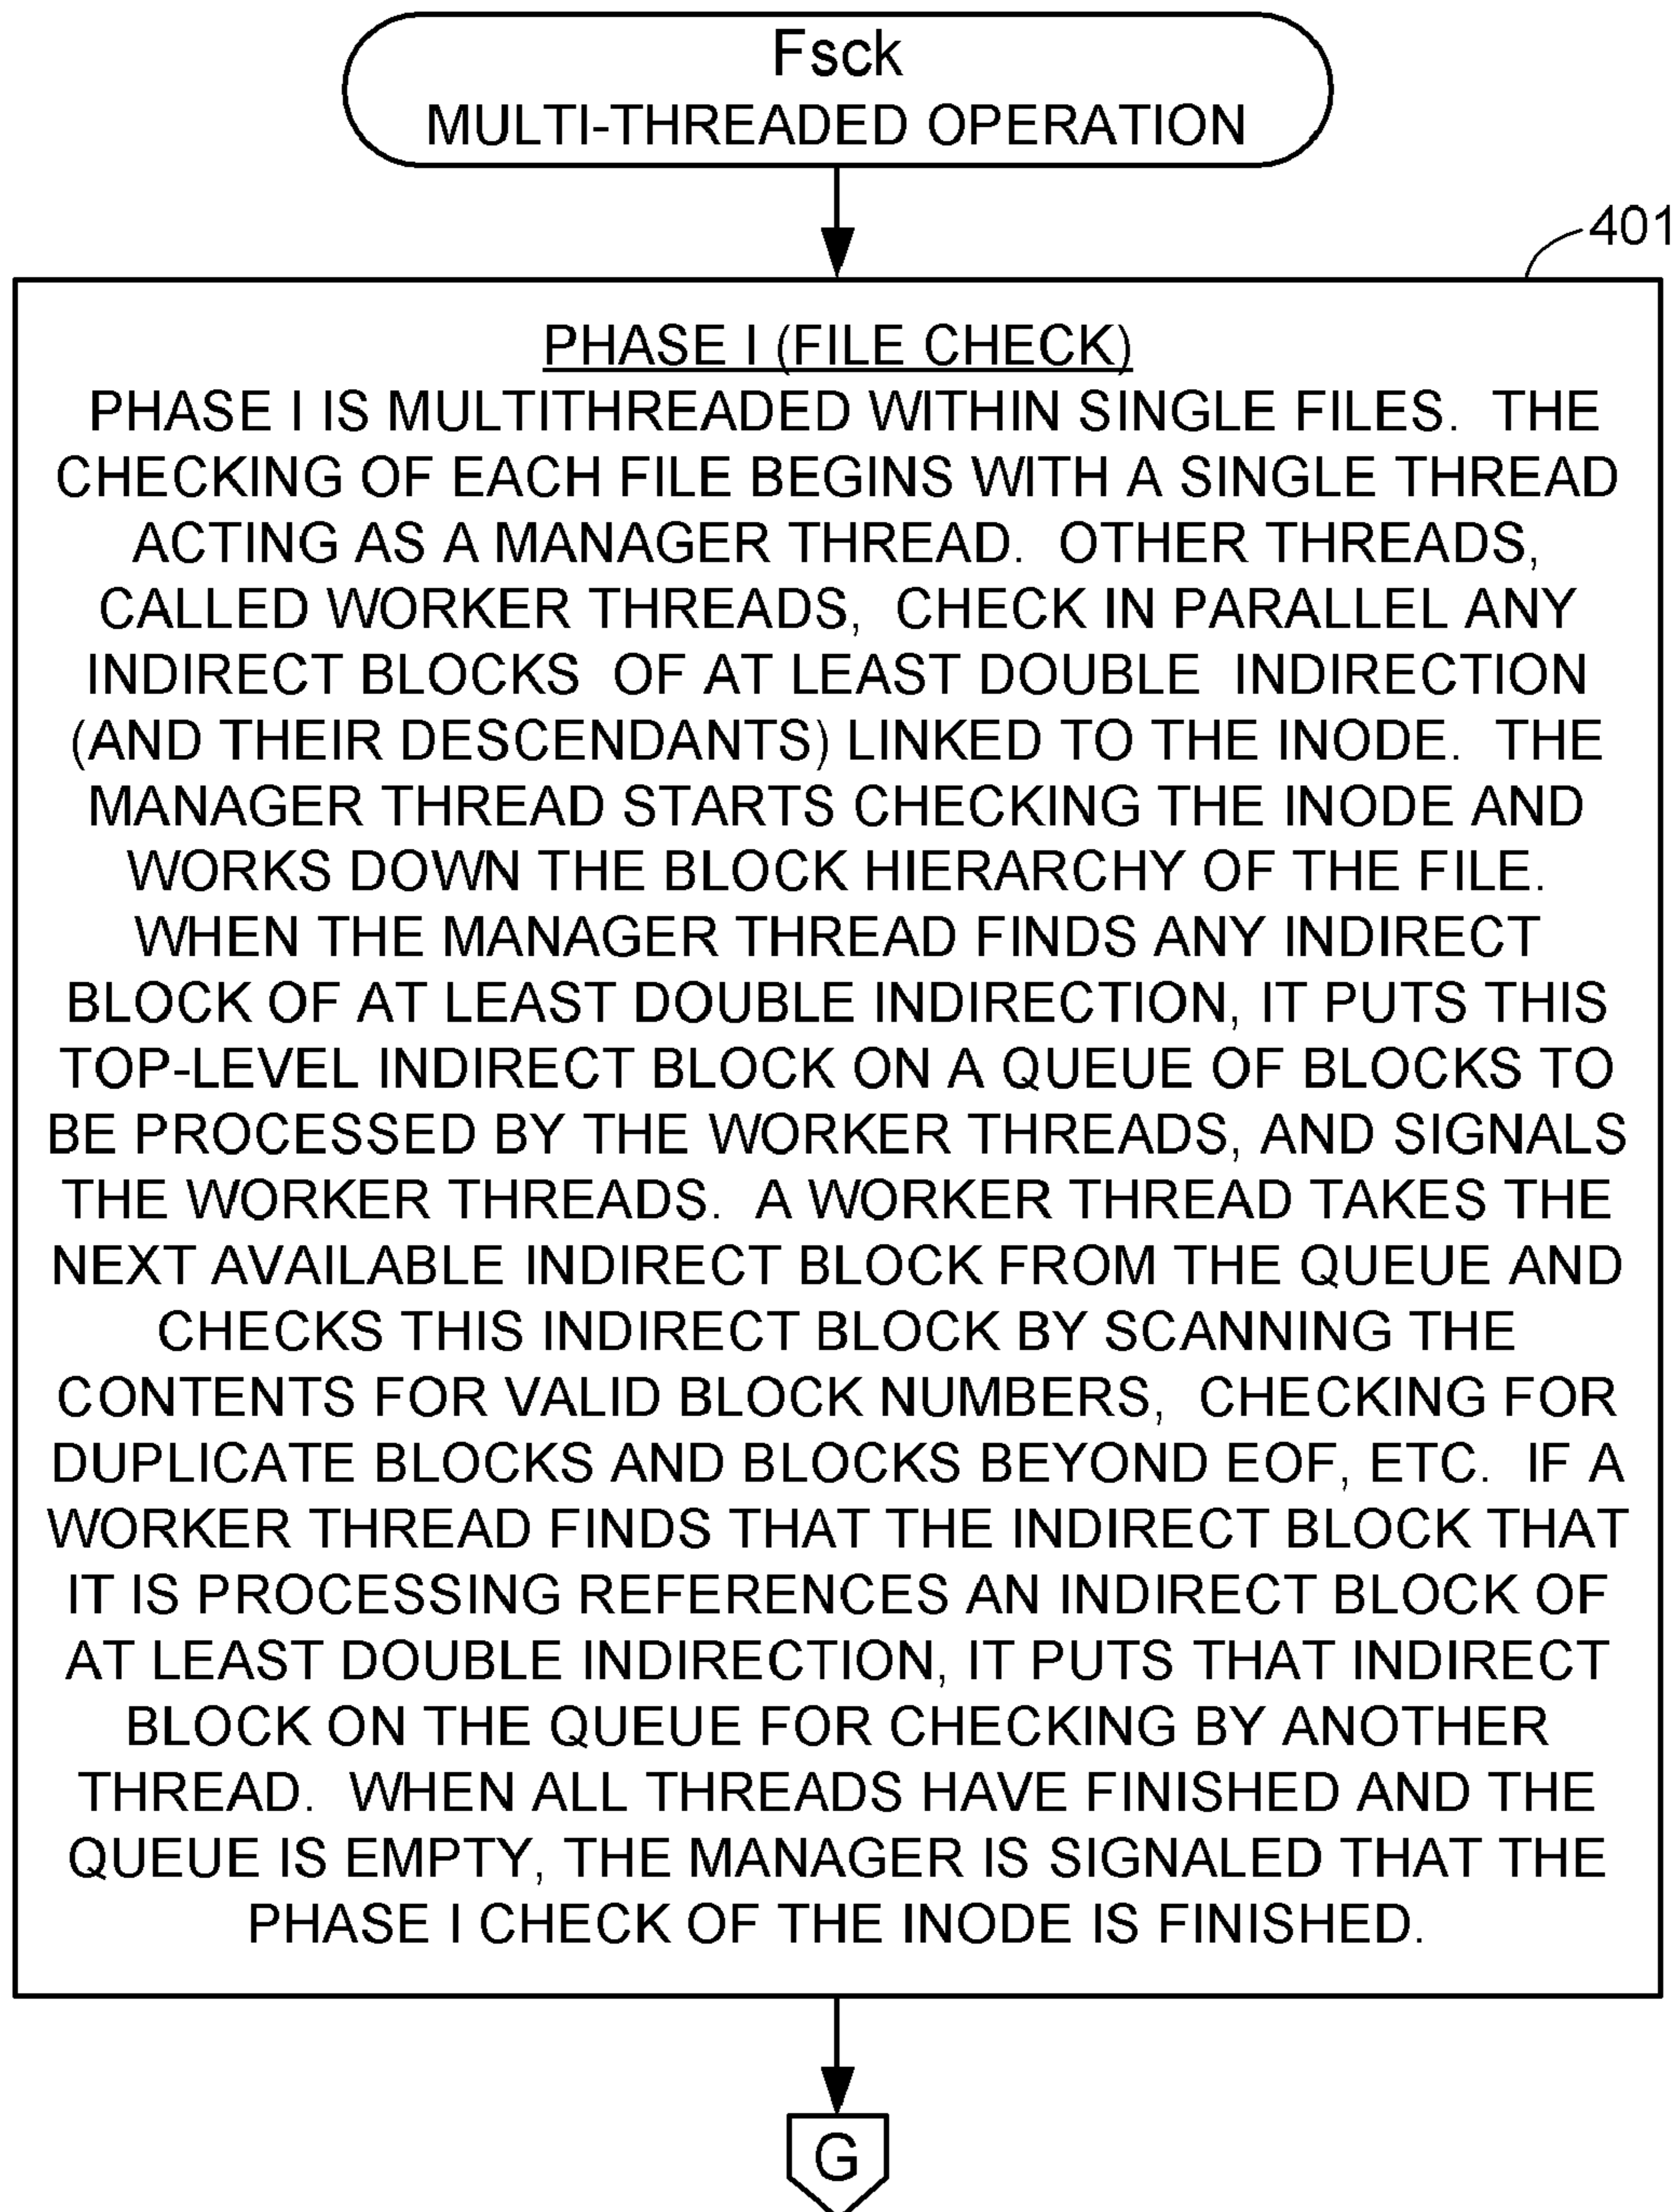 Fsck
MULTI-THREADED OPERATION
401
PHASE I (FILE CHECK)
PHASE I IS MULTITHREADED WITHIN SINGLE FILES. THE
CHECKING OF EACH FILE BEGINS WITH A SINGLE THREAD
ACTING AS A MANAGER THREAD. OTHER THREADS,
CALLED WORKER THREADS, CHECK IN PARALLEL ANY
INDIRECT BLOCKS OF AT LEAST DOUBLE INDIRECTION
(AND THEIR DESCENDANTS) LINKED TO THE INODE. THE
MANAGER THREAD STARTS CHECKING THE INODE AND
WORKS DOWN THE BLOCK HIERARCHY OF THE FILE.
WHEN THE MANAGER THREAD FINDS ANY INDIRECT
BLOCK OF AT LEAST DOUBLE INDIRECTION, IT PUTS THIS
TOP-LEVEL INDIRECT BLOCK ON A QUEUE OF BLOCKS TO
BE PROCESSED BY THE WORKER THREADS, AND SIGNALS
THE WORKER THREADS. A WORKER THREAD TAKES THE
NEXT AVAILABLE INDIRECT BLOCK FROM THE QUEUE AND
CHECKS THIS INDIRECT BLOCK BY SCANNING THE
CONTENTS FOR VALID BLOCK NUMBERS, CHECKING FOR
DUPLICATE BLOCKS AND BLOCKS BEYOND EOF, ETC. IF A
WORKER THREAD FINDS THAT THE INDIRECT BLOCK THAT
IT IS PROCESSING REFERENCES AN INDIRECT BLOCK OF
AT LEAST DOUBLE INDIRECTION, IT PUTS THAT INDIRECT
BLOCK ON THE QUEUE FOR CHECKING BY ANOTHER
THREAD. WHEN ALL THREADS HAVE FINISHED AND THE
QUEUE IS EMPTY, THE MANAGER IS SIGNALED THAT THE
PHASE I CHECK OF THE INODE IS FINISHED.
G